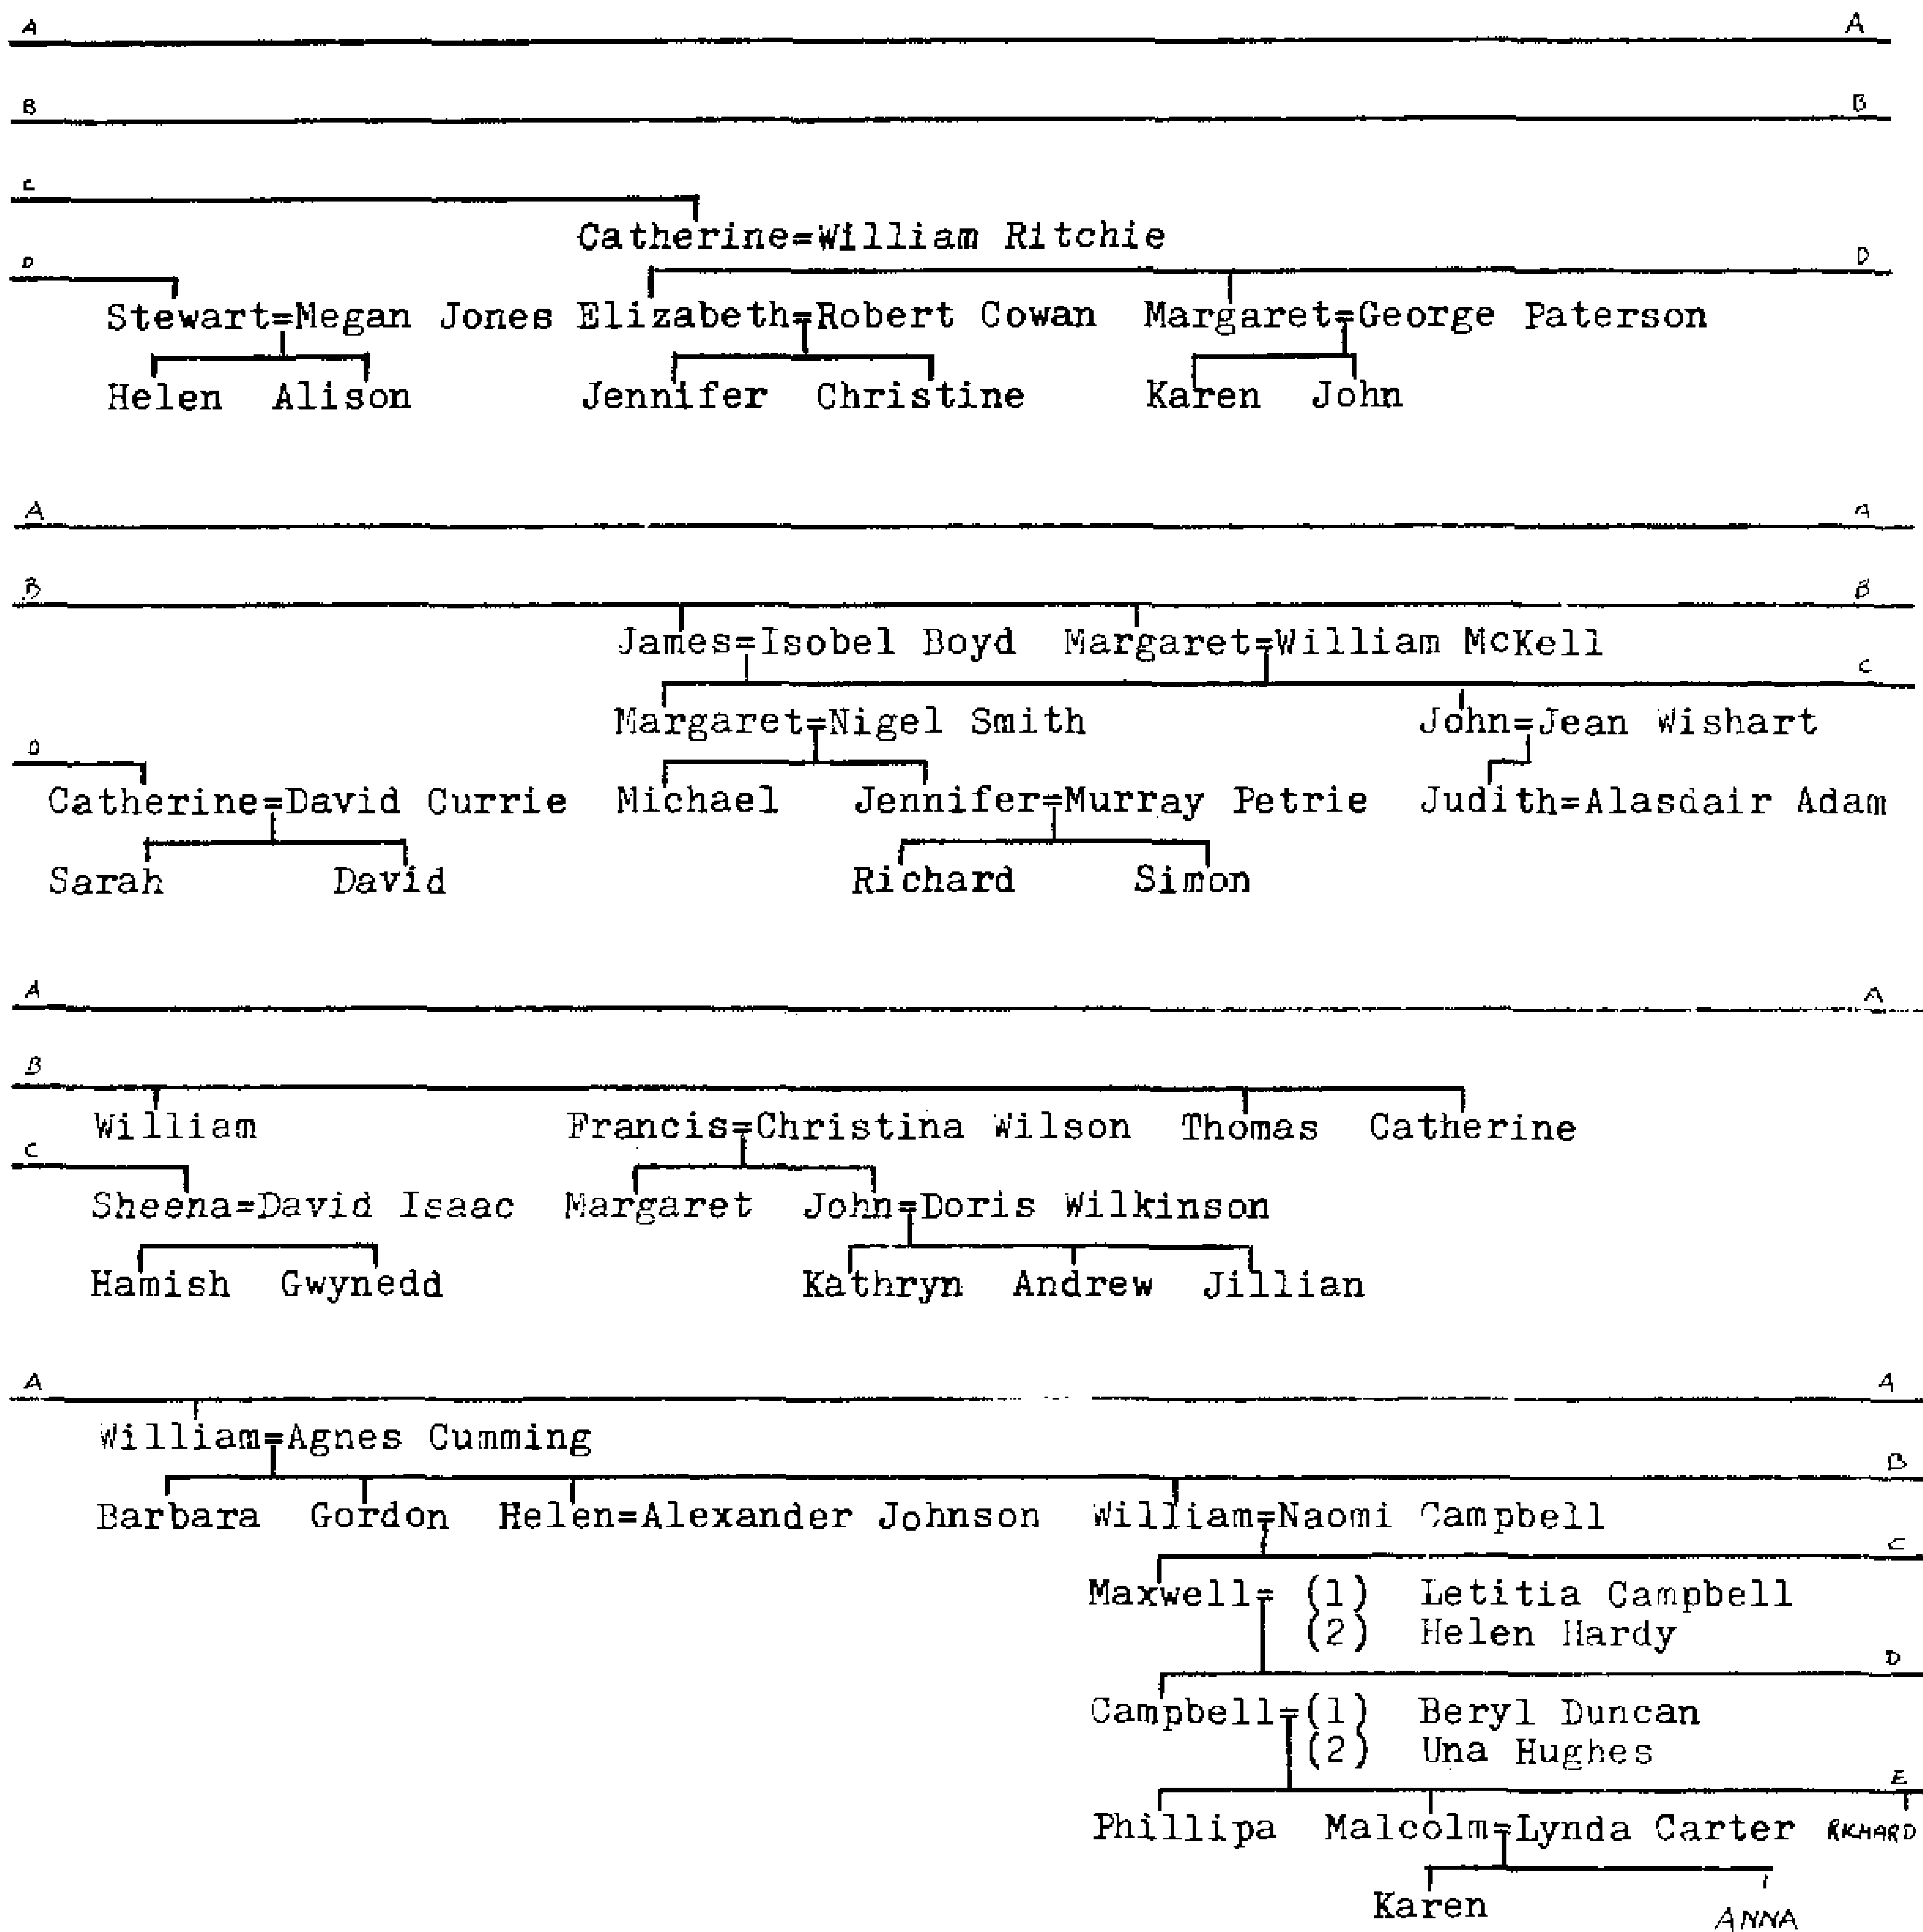 A A
B B
C
Catherine=William Ritchie
D D
Stewart=Megan Jones Elizabeth=Robert Cowan Margaret=George Paterson
Helen Alison Jennifer Christine Karen John
A A
B B
James=Isobel Boyd Margaret=William McKell
C
Margaret=Nigel Smith John=Jean Wishart
D
Catherine=David Currie Michael Jennifer=Murray Petrie Judith=Alasdair Adam
Sarah David Richard Simon
A A
B
William Francis=Christina Wilson Thomas Catherine
C
Sheena=David Isaac Margaret John=Doris Wilkinson
Hamish Gwynedd Kathryn Andrew Jillian
A A
William=Agnes Cumming
B
Barbara Gordon Helen=Alexander Johnson William=Naomi Campbell
C
Maxwell= (1) Letitia Campbell
(2) Helen Hardy
D
Campbell=(1) Beryl Duncan
(2) Una Hughes
E
Phillipa Malcolm=Lynda Carter RICHARD
Karen ANNA